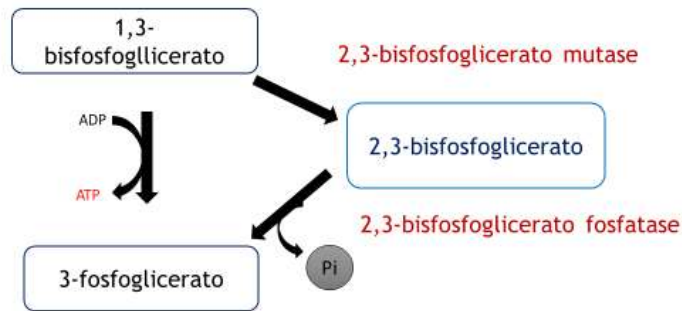 1,3-
bisfosfogllicerato
2,3-bisfosfoglicerato mutase
ADP
2,3-bisfosfoglicerato
ATP
2,3-bisfosfoglicerato fosfatase
3-fosfoglicerato
Pi